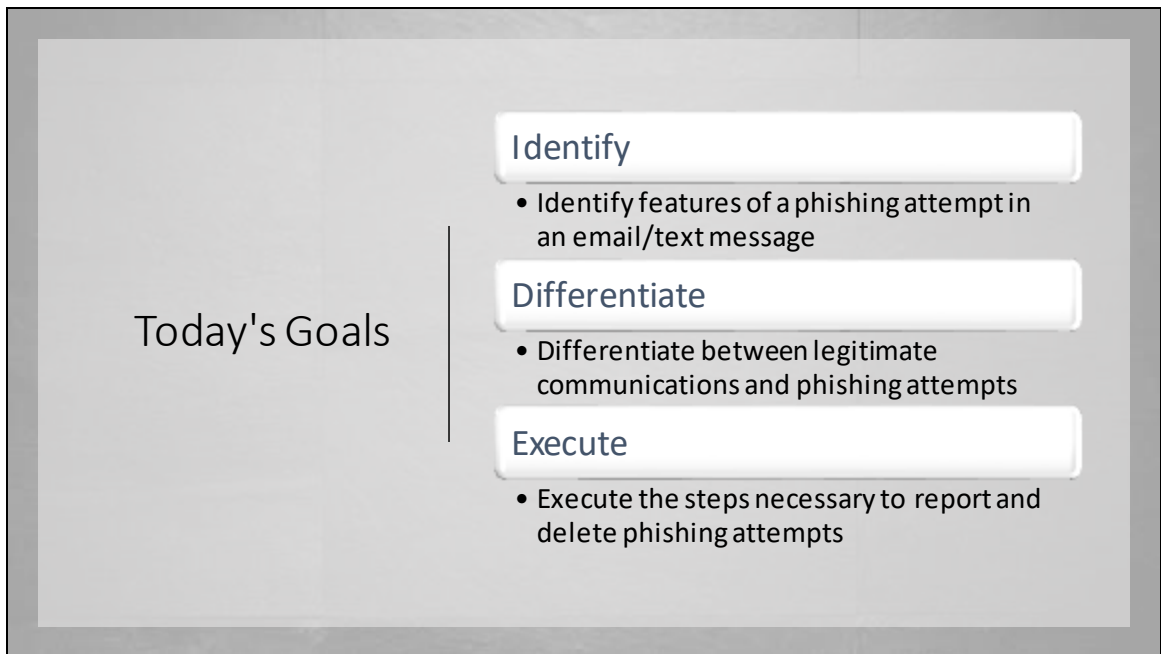 Today's Goals
Identify
• Identify features of a phishing attempt in
an email/text message
Differentiate
• Differentiate between legitimate
communications and phishing attempts
Execute
• Execute the steps necessary to report and
delete phishing attempts